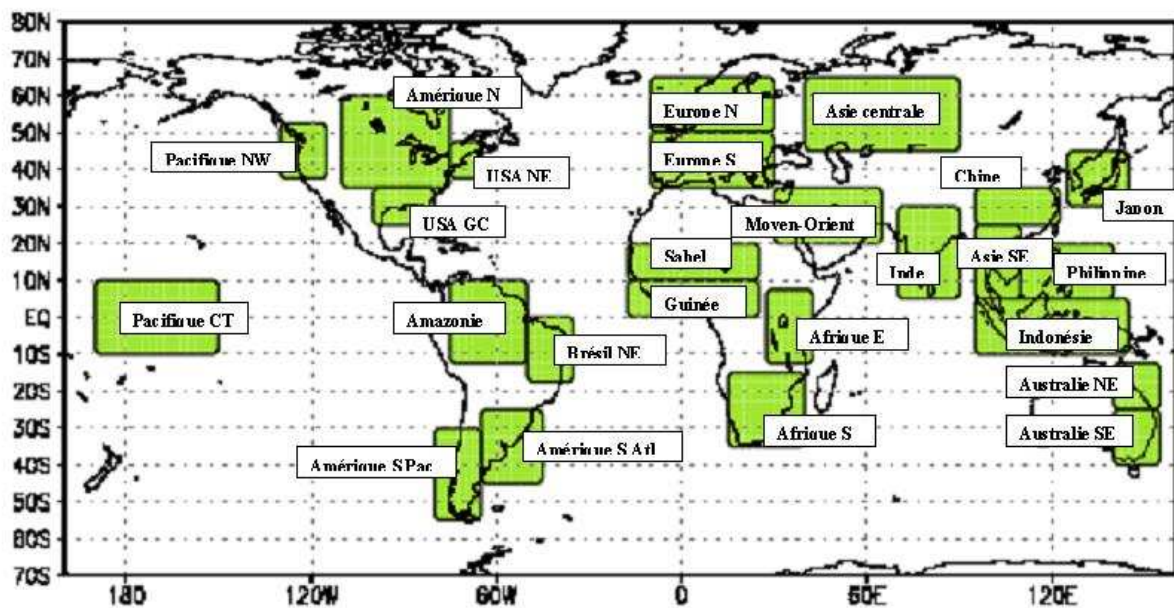 80N
70N
60N
50N
40N
30N
20N
10N
EQ
10S
20S
30S
40S
50S
60S
70S
80S
70S
Amérique N
Europe N
Asie centrale
Pacifique NW
USA NE
Europe S
Chine
USA GC
Moyen-Orient
Japon
Sahel
Inde
Asie SE
Philippine
Guinée
Pacifique CT
Amazonie
Afrique E
Indonésie
Brésil NE
Australie NE
Afrique S
Australie SE
Amérique S Pac
Amérique S Atl
180
120W
60W
0
60E
120E